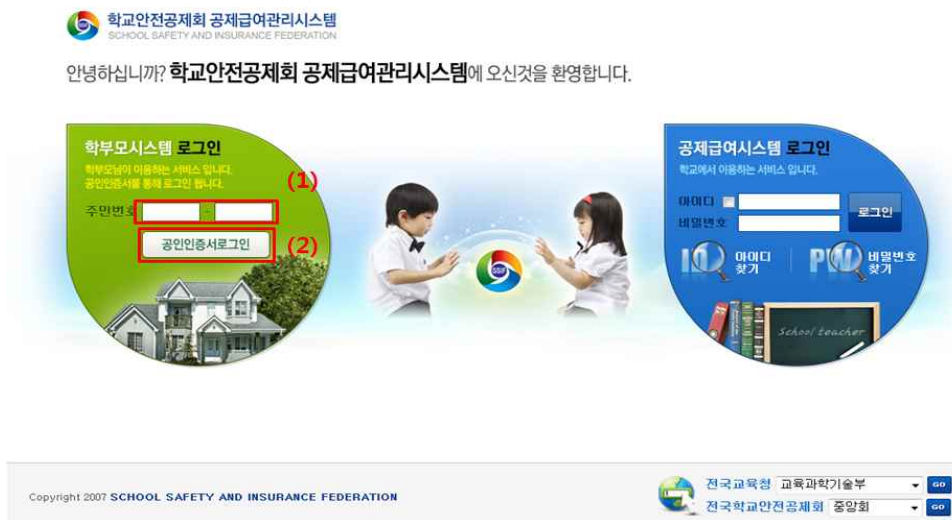 학교안전공제회 공제급여관리시스템
SCHOOL SAFETY AND INSURANCE FEDERATION
안녕하십니까? 학교안전공제회 공제급여관리시스템에 오신것을 환영합니다.
학부모시스템 로그인
학부모님이 이용하는 서비스 입니다.
공인인증서를 통해 로그인 됩니다.
(1)
주민번호 -
공인인증서로그인
(2)
SSIF
공제급여시스템 로그인
학교에서 이용하는 서비스 입니다.
아이디
비밀번호
로그인
ID 아이디 찾기
PW 비밀번호 찾기
School teacher
Copyright 2007 SCHOOL SAFETY AND INSURANCE FEDERATION
전국교육청 교육과학기술부 GO
전국학교안전공제회 중앙회 GO